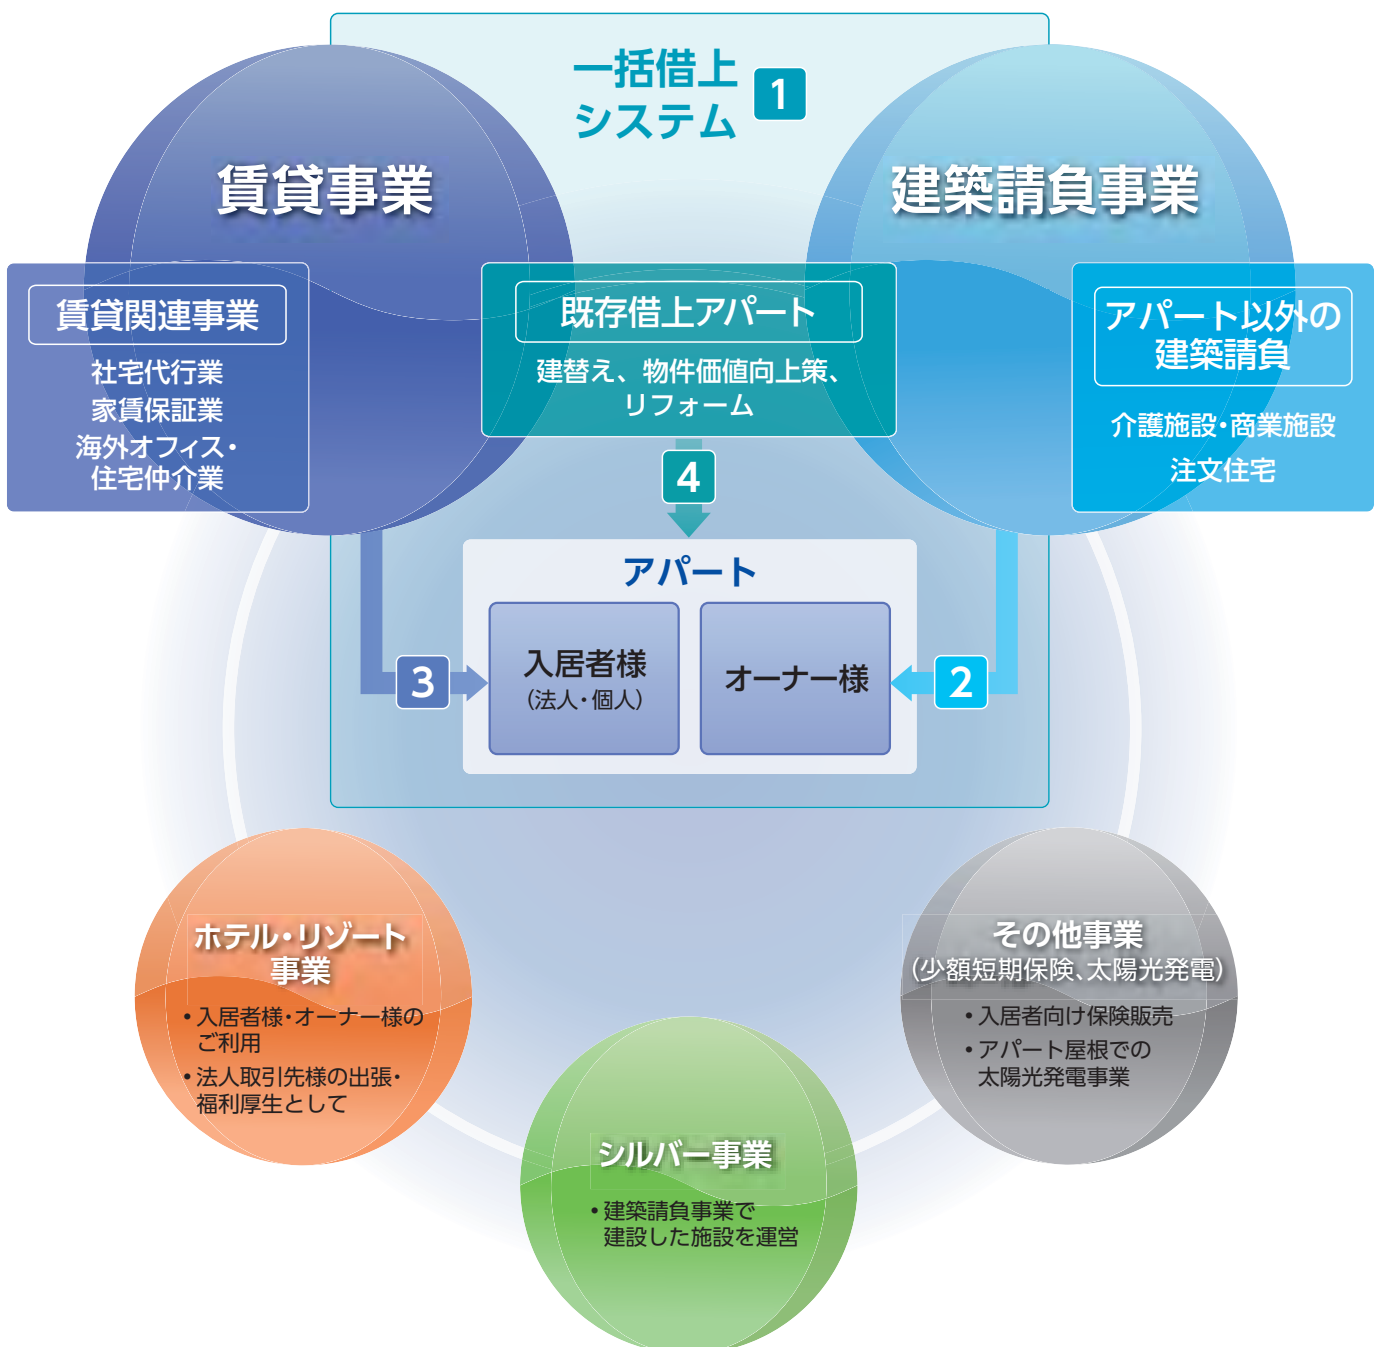 一括借上
システム
1
賃貸事業
建築請負事業
賃貸関連事業
社宅代行業
家賃保証業
海外オフィス・
住宅仲介業
既存借上アパート
建替え、物件価値向上策、
リフォーム
アパート以外の
建築請負
介護施設・商業施設
注文住宅
4
アパート
入居者様
（法人・個人）
オーナー様
3
2
ホテル・リゾート
事業
・入居者様・オーナー様の
ご利用
・法人取引先様の出張・
福利厚生として
その他事業
（少額短期保険、太陽光発電）
・入居者向け保険販売
・アパート屋根での
太陽光発電事業
シルバー事業
・建築請負事業で
建設した施設を運営